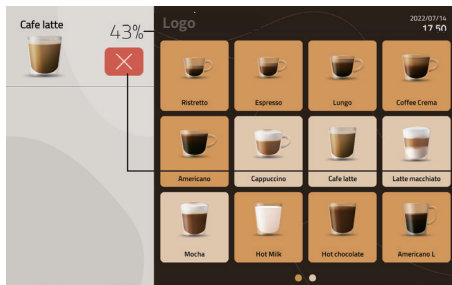 Cafe latte
43%
Logo
2022/07/14
17 50
Ristretto
Espresso
Lungo
Coffee Crema
Americano
Cappuccino
Cafe latte
Latte macchiato
Mocha
Hot Milk
Hot chocolate
Americano L